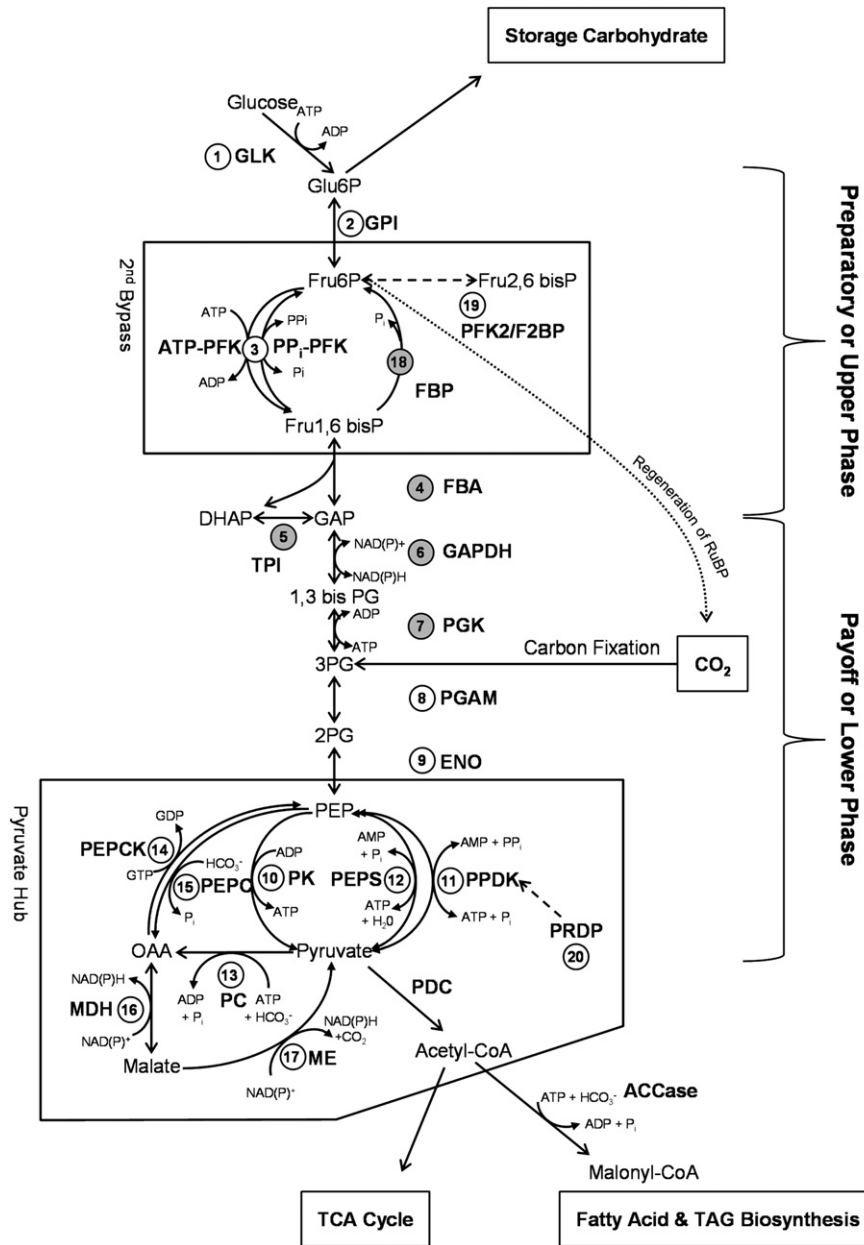 Storage Carbohydrate
Glucose
ATP
ADP
1 GLK
Glu6P
2 GPI
2nd Bypass
Fru6P
Fru2,6 bisP
19
PFK2/F2BP
ATP
PPi
Pi
ATP-PFK 3 PPi-PFK
18
ADP
Pi
FBP
Fru1,6 bisP
Preparatory or Upper Phase
4 FBA
DHAP
GAP
5
TPI
NAD(P)+
6 GAPDH
NAD(P)H
Regeneration of RuBP
1,3 bis PG
ADP
7 PGK
ATP
Carbon Fixation
3PG
CO2
8 PGAM
2PG
9 ENO
Payoff or Lower Phase
Pyruvate Hub
PEP
GDP
PEPCK 14
GTP
HCO3-
15 PEPC
Pi
ADP
10 PK
ATP
AMP
+ Pi
PEPS 12
ATP
+ H20
AMP + PPi
11 PPDK
ATP + Pi
PRDP
20
OAA
Pyruvate
13
PC
ADP
+ Pi
ATP
+ HCO3-
NAD(P)H
MDH 16
NAD(P)+
Malate
NAD(P)H
+CO2
17 ME
NAD(P)+
PDC
Acetyl-CoA
ATP + HCO3- ACCase
ADP + Pi
Malonyl-CoA
TCA Cycle
Fatty Acid & TAG Biosynthesis